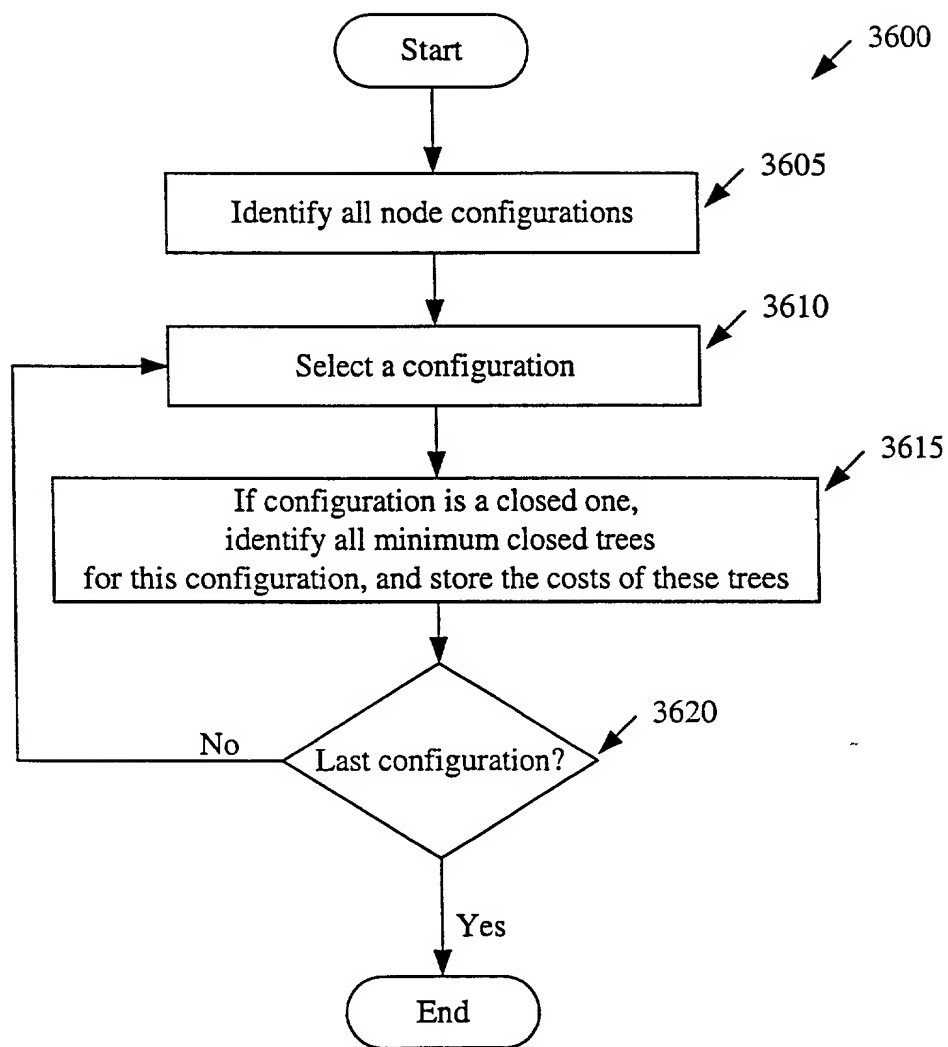 Start
3600
3605
Identify all node configurations
3610
Select a configuration
3615
If configuration is a closed one,
identify all minimum closed trees
for this configuration, and store the costs of these trees
3620
No
Last configuration?
Yes
End